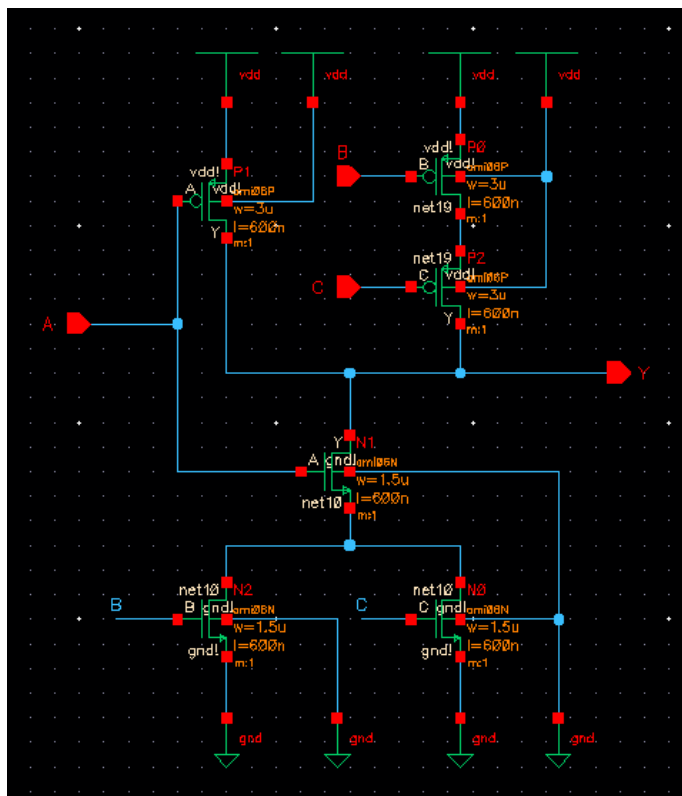 vdd
vdd
vdd
vdd
vdd!
P1
A
vdd!
ami06P
w=3u
l=600n
Y
m:1
B
vdd!
P0
B
vdd!
ami06P
w=3u
l=600n
net19
m:1
C
net19
P2
C
vdd!
ami06P
w=3u
l=600n
Y
m:1
A
Y
Y
N1
A
gnd!
ami06N
w=1.5u
l=600n
net10
m:1
B
net10
N2
B
gnd!
ami06N
w=1.5u
l=600n
gnd!
m:1
C
net10
N0
C
gnd!
ami06N
w=1.5u
l=600n
gnd!
m:1
gnd
gnd
gnd
gnd